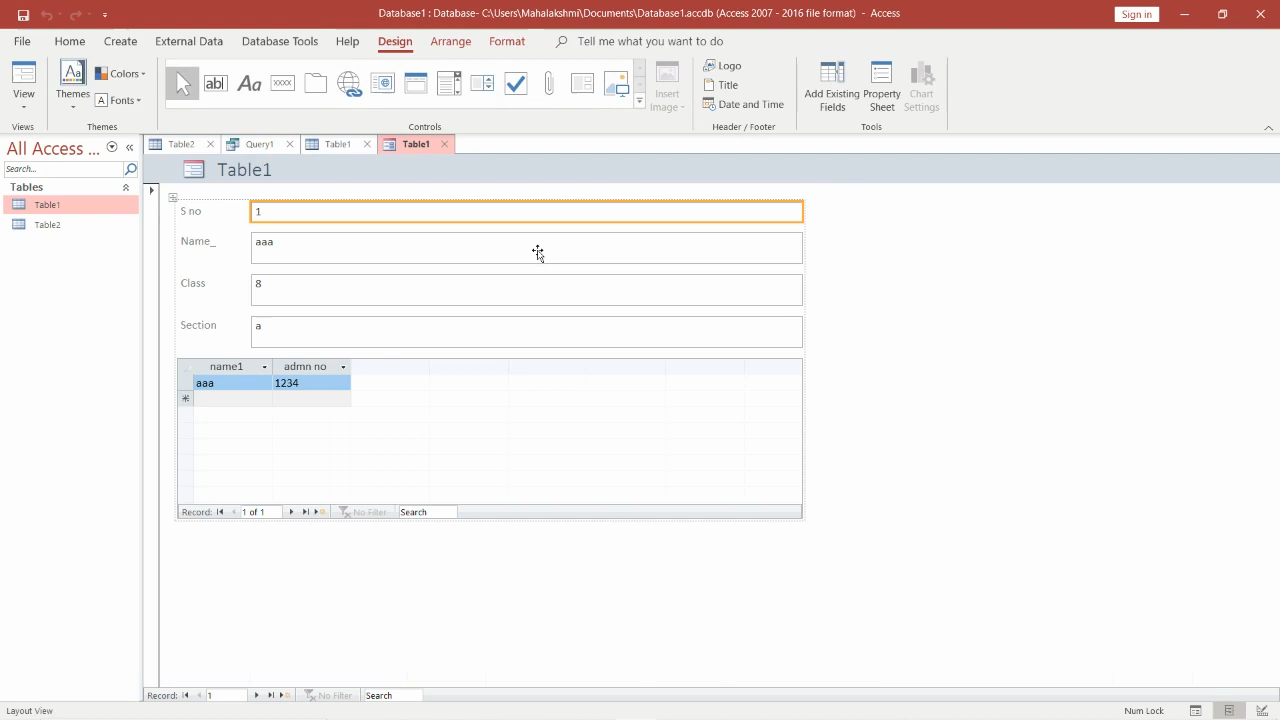 Database1 : Database- C:\Users\Mahalakshmi\Documents\Database1.accdb (Access 2007 - 2016 file format) - Access
Sign in
File Home Create External Data Database Tools Help Design Arrange Format Tell me what you want to do
View
Themes
Colors
Fonts
ab|
Aa
xxxx
Insert Image
Logo
Title
Date and Time
Add Existing Fields
Property Sheet
Chart Settings
Views Themes Controls Header / Footer Tools
All Access ...
Search...
Tables
Table1
Table2
Table2 Query1 Table1 Table1
Table1
S no 1
Name_ aaa
Class 8
Section a
name1 admn no
aaa 1234
Record: 1 of 1 No Filter Search
Record: 1 No Filter Search
Layout View Num Lock